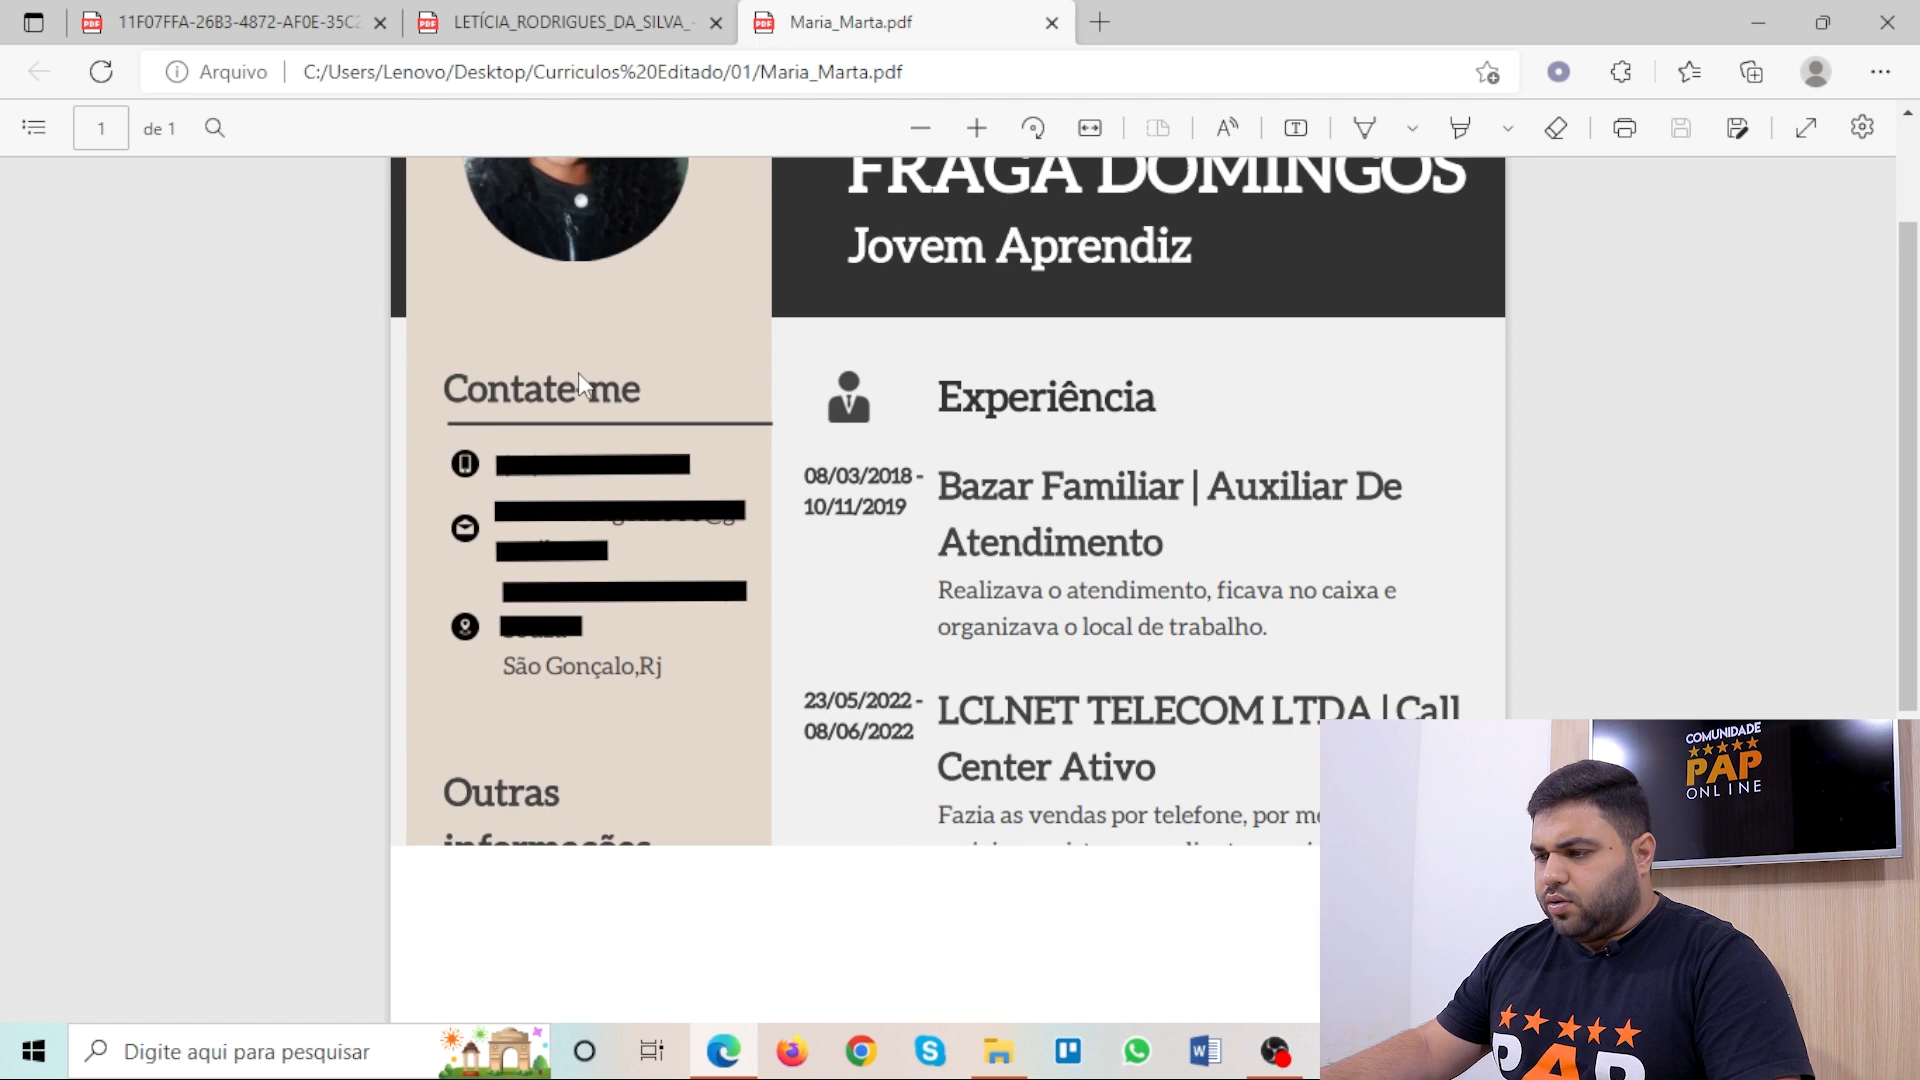 11F07FFA-26B3-4872-AF0E-35C2
LETÍCIA_RODRIGUES_DA_SILVA_-
Maria_Marta.pdf
Arquivo
C:/Users/Lenovo/Desktop/Curriculos%20Editado/01/Maria_Marta.pdf
1
de 1
FRAGA DOMINGOS
Jovem Aprendiz
Contate-me
São Gonçalo,Rj
Outras
informações
Experiência
08/03/2018 -
10/11/2019
Bazar Familiar | Auxiliar De
Atendimento
Realizava o atendimento, ficava no caixa e
organizava o local de trabalho.
23/05/2022 -
08/06/2022
LCLNET TELECOM LTDA | Call
Center Ativo
Fazia as vendas por telefone, por
COMUNIDADE
PAP
ONLINE
PAP
Digite aqui para pesquisar